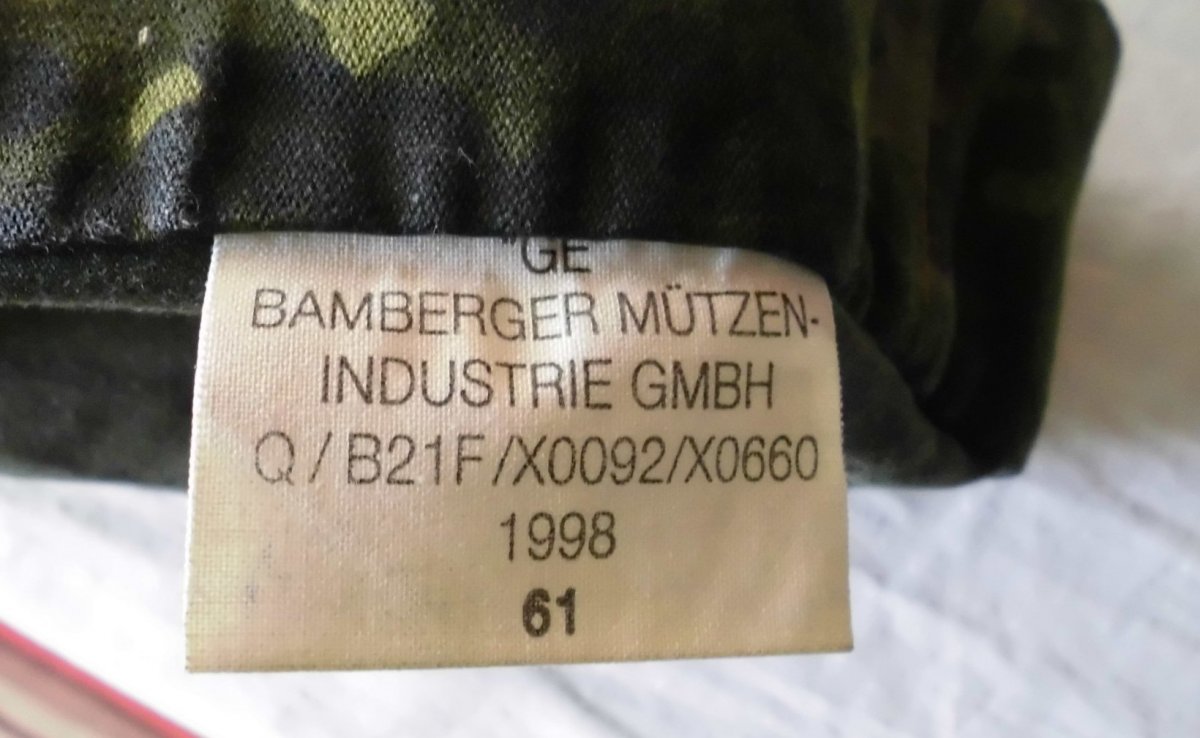 "GE
BAMBERGER MÜTZEN-
INDUSTRIE GMBH
Q/B21F/X0092/X0660
1998
61